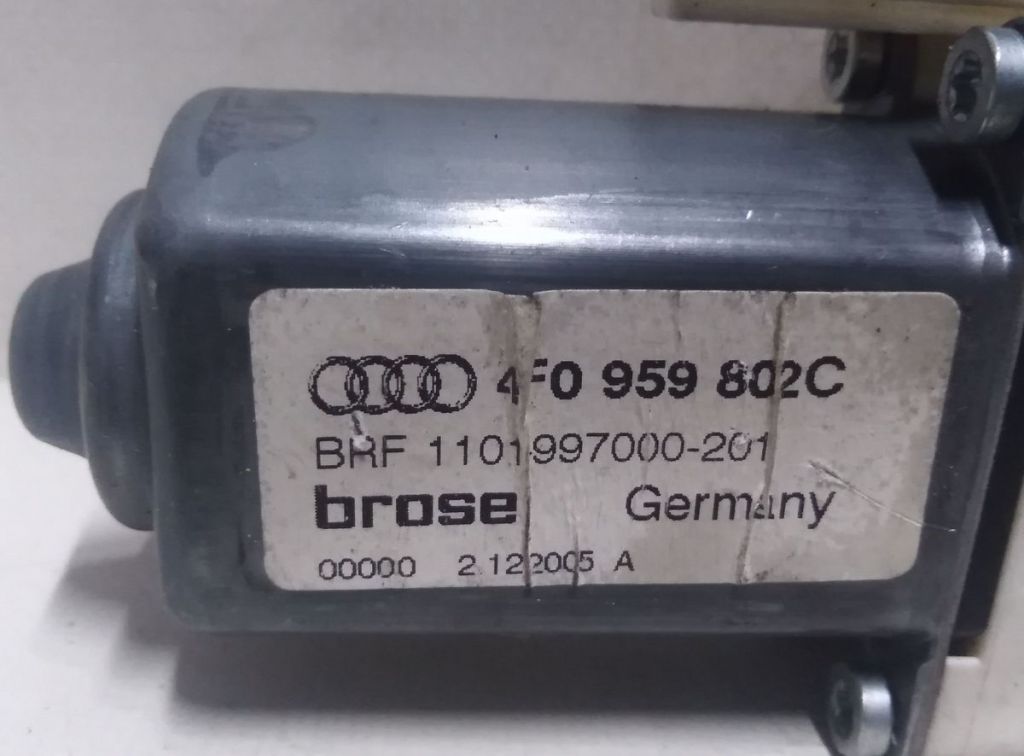 4F0 959 802C
BRF 1101997000-201
brose Germany
00000 2.12.2005 A